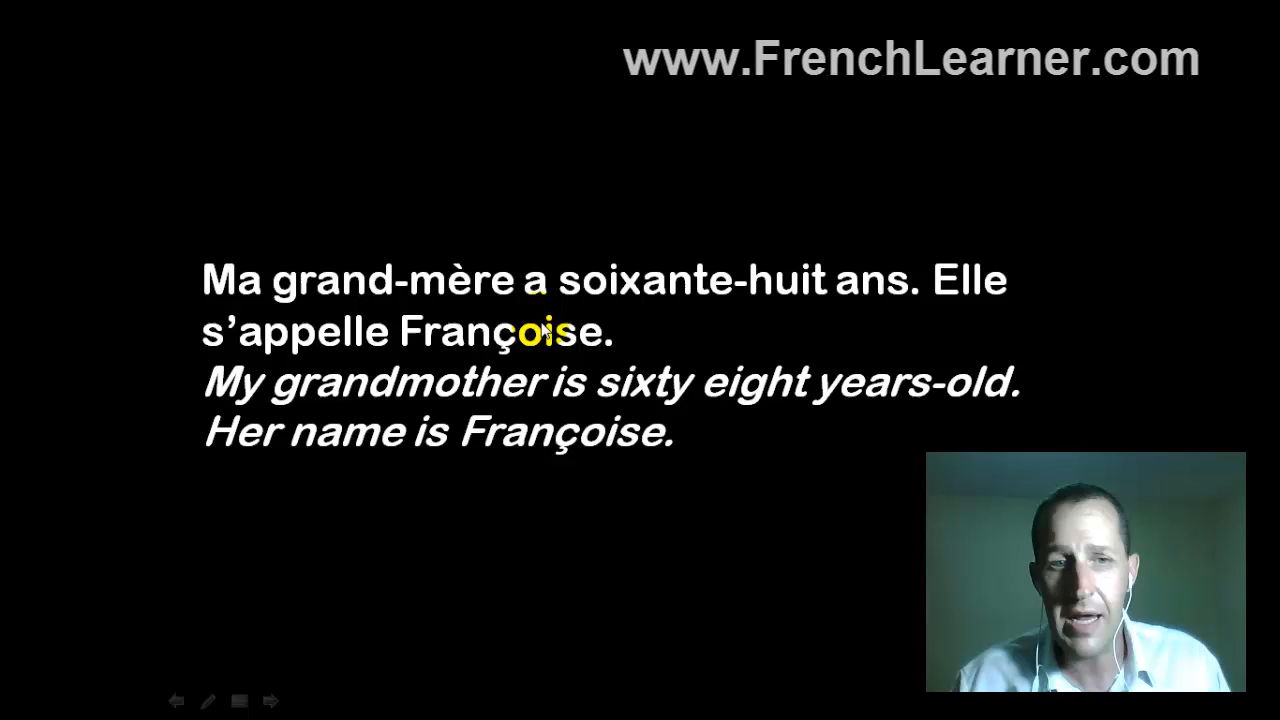 www.FrenchLearner.com
Ma grand-mère a soixante-huit ans. Elle
s’appelle Françoise.
My grandmother is sixty eight years-old.
Her name is Françoise.